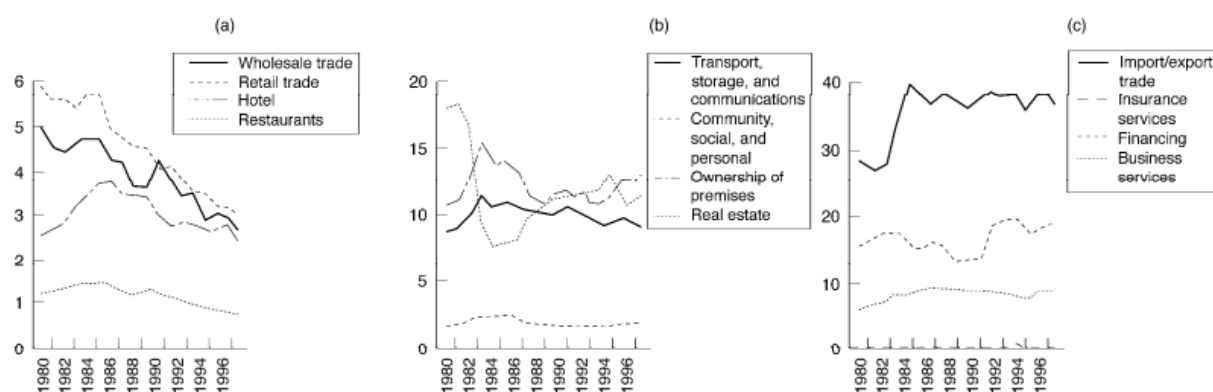 (a)
Wholesale trade
Retail trade
Hotel
Restaurants
6
5
4
3
2
1
0
1980
1982
1984
1986
1988
1990
1992
1994
1996
(b)
Transport,
storage, and
communications
Community,
social, and
personal
Ownership of
premises
Real estate
20
15
10
5
0
1980
1982
1984
1986
1988
1990
1992
1994
1996
(c)
Import/export
trade
Insurance
services
Financing
Business
services
40
30
20
10
0
1980
1982
1984
1986
1988
1990
1992
1994
1996